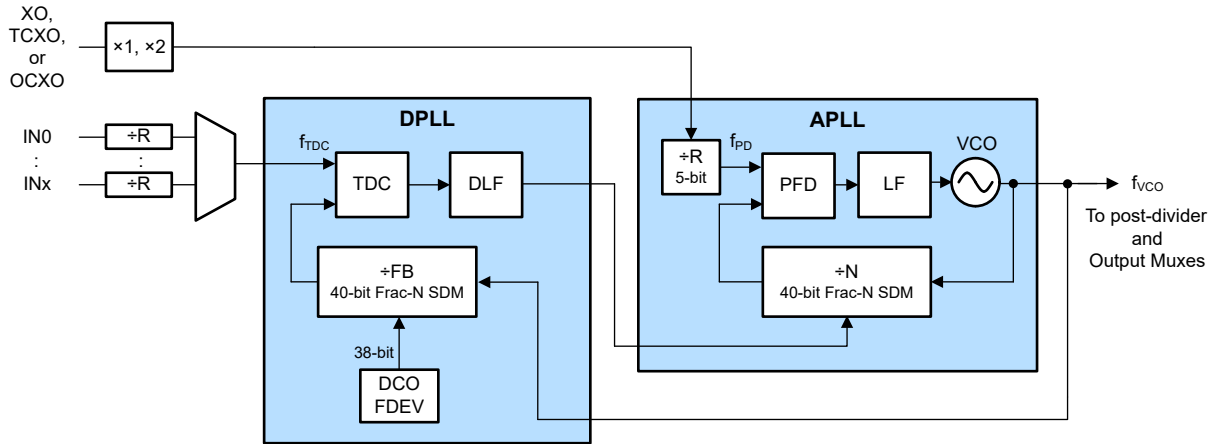 XO,
TCXO,
or
OCXO
×1, ×2
IN0
÷R
:
:
INx
÷R
DPLL
fTDC
TDC
DLF
÷FB
40-bit Frac-N SDM
38-bit
DCO
FDEV
APLL
÷R
5-bit
fPD
PFD
LF
VCO
÷N
40-bit Frac-N SDM
fVCO
To post-divider
and
Output Muxes